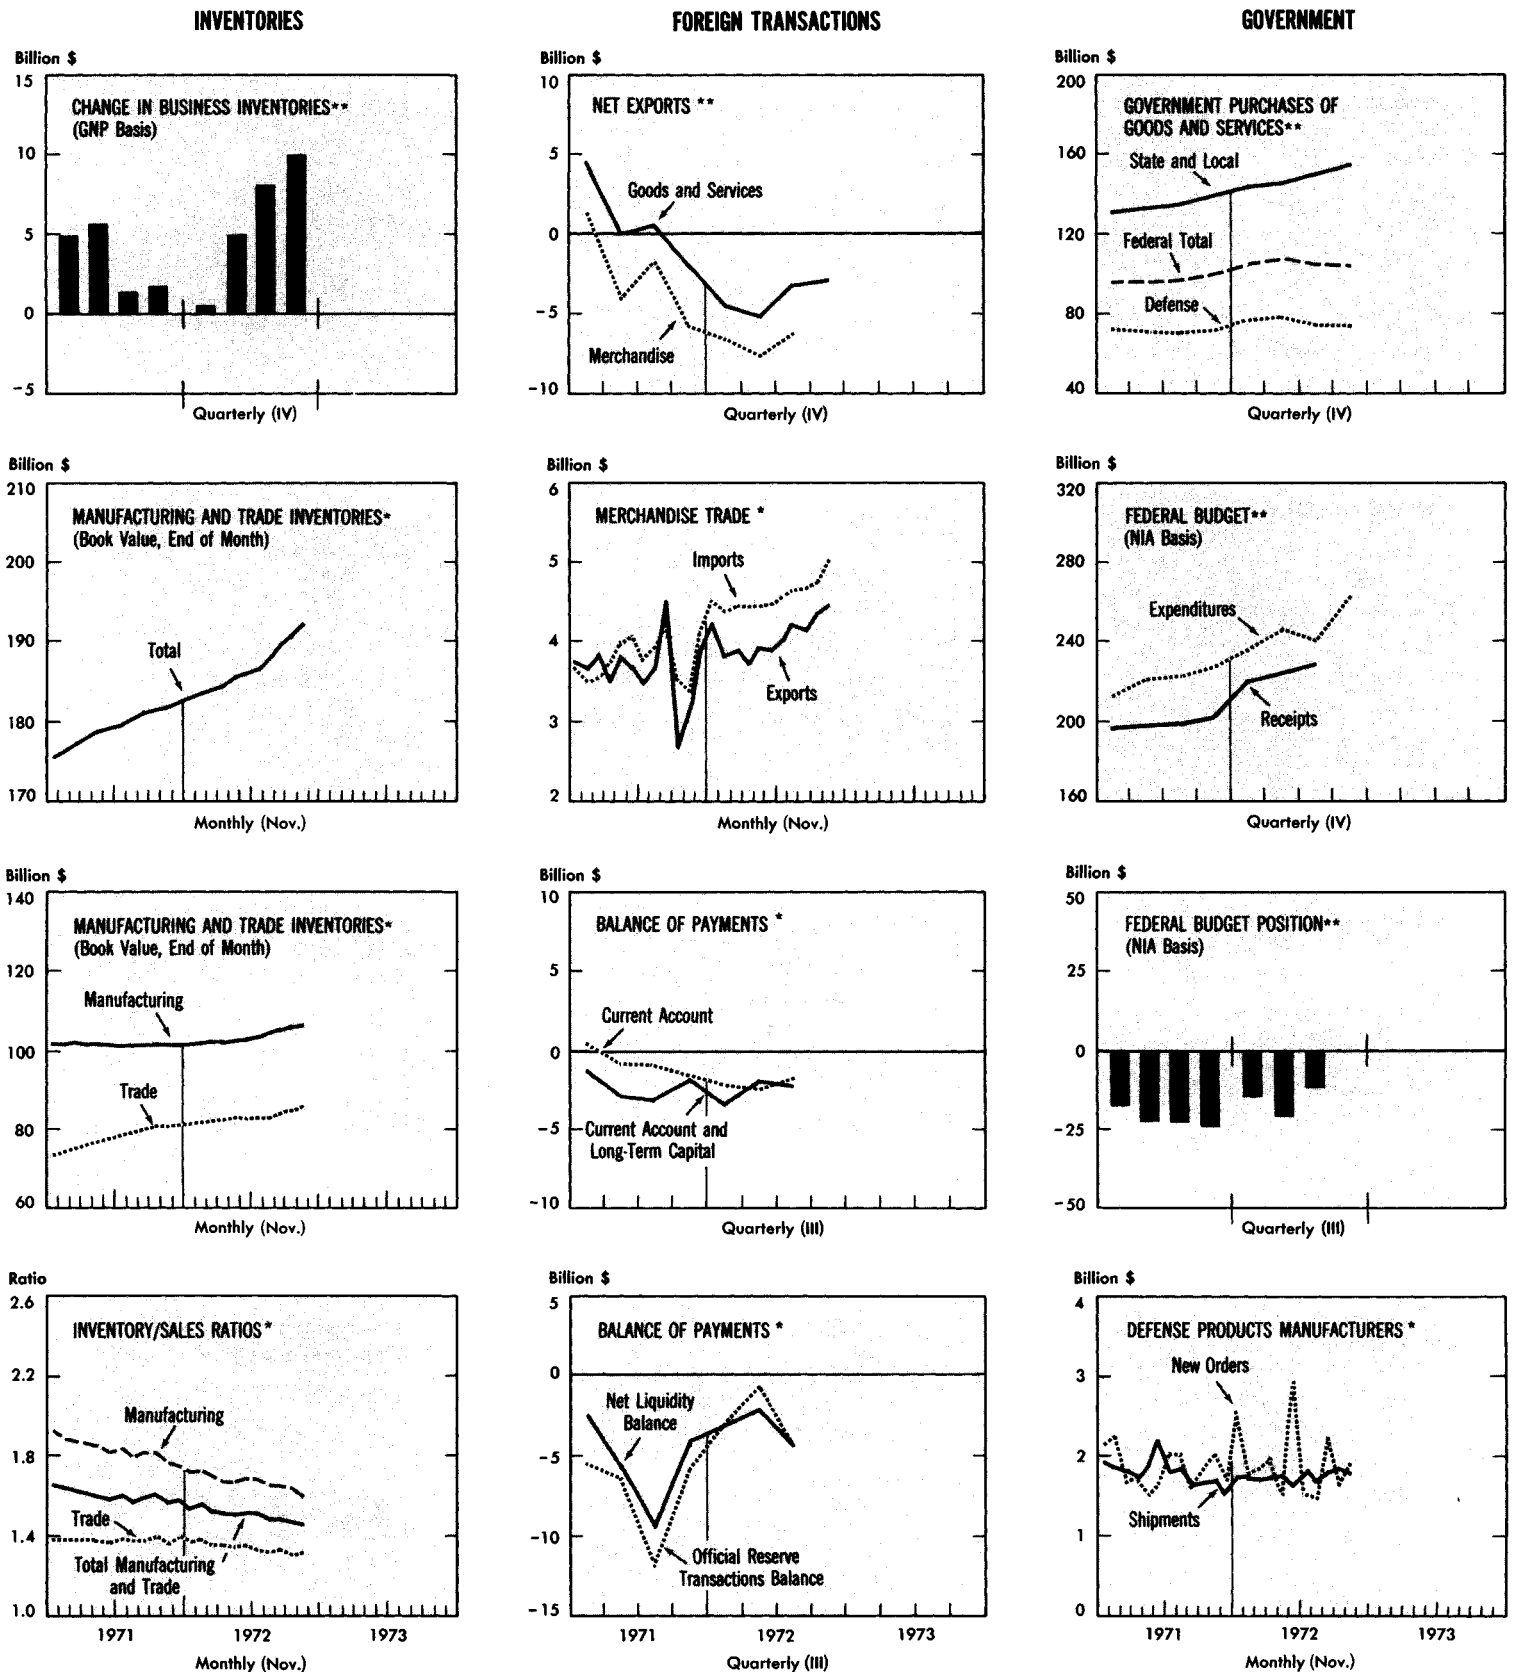 INVENTORIES
Billion $
15
10
5
0
-5
CHANGE IN BUSINESS INVENTORIES**
(GNP Basis)
Quarterly (IV)
Billion $
210
200
190
180
170
MANUFACTURING AND TRADE INVENTORIES*
(Book Value, End of Month)
Total
Monthly (Nov.)
Billion $
140
120
100
80
60
MANUFACTURING AND TRADE INVENTORIES*
(Book Value, End of Month)
Manufacturing
Trade
Monthly (Nov.)
Ratio
2.6
2.2
1.8
1.4
1.0
INVENTORY/SALES RATIOS*
Manufacturing
Trade
Total Manufacturing
and Trade
1971
1972
1973
Monthly (Nov.)
FOREIGN TRANSACTIONS
Billion $
10
5
0
-5
-10
NET EXPORTS **
Goods and Services
Merchandise
Quarterly (IV)
Billion $
6
5
4
3
2
MERCHANDISE TRADE *
Imports
Exports
Monthly (Nov.)
Billion $
10
5
0
-5
-10
BALANCE OF PAYMENTS *
Current Account
Current Account and
Long-Term Capital
Quarterly (III)
Billion $
5
0
-5
-10
-15
BALANCE OF PAYMENTS *
Net Liquidity
Balance
Official Reserve
Transactions Balance
1971
1972
1973
Quarterly (III)
GOVERNMENT
Billion $
200
160
120
80
40
GOVERNMENT PURCHASES OF
GOODS AND SERVICES**
State and Local
Federal Total
Defense
Quarterly (IV)
Billion $
320
280
240
200
160
FEDERAL BUDGET**
(NIA Basis)
Expenditures
Receipts
Quarterly (IV)
Billion $
50
25
0
-25
-50
FEDERAL BUDGET POSITION**
(NIA Basis)
Quarterly (III)
Billion $
4
3
2
1
0
DEFENSE PRODUCTS MANUFACTURERS *
New Orders
Shipments
1971
1972
1973
Monthly (Nov.)